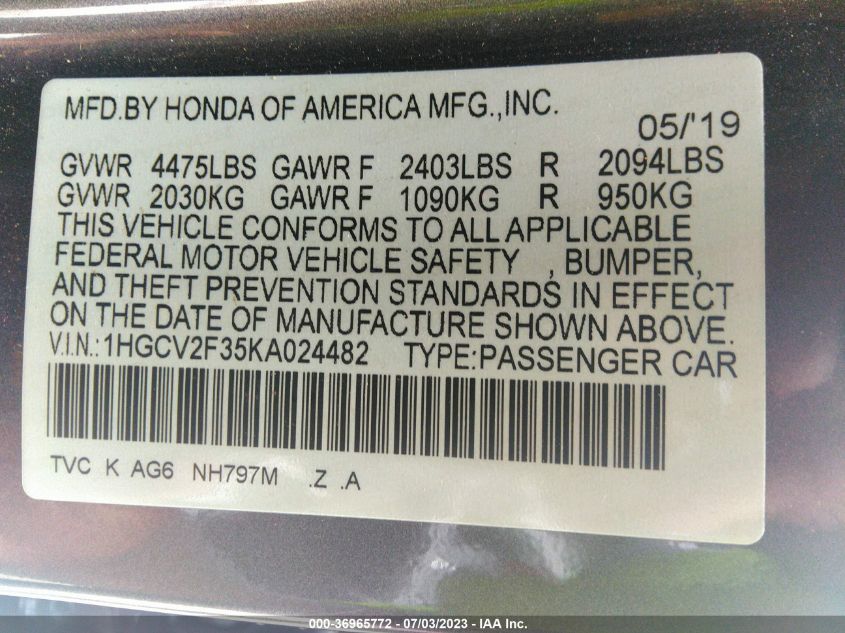 MFD.BY HONDA OF AMERICA MFG.,INC.
05/'19
GVWR 4475LBS GAWR F 2403LBS R 2094LBS
GVWR 2030KG GAWR F 1090KG R 950KG
THIS VEHICLE CONFORMS TO ALL APPLICABLE
FEDERAL MOTOR VEHICLE SAFETY , BUMPER,
AND THEFT PREVENTION STANDARDS IN EFFECT
ON THE DATE OF MANUFACTURE SHOWN ABOVE.
V.I.N.:1HGCV2F35KA024482 TYPE:PASSENGER CAR
TVC K AG6 NH797M .Z .A
000-36965772 - 07/03/2023 - IAA Inc.